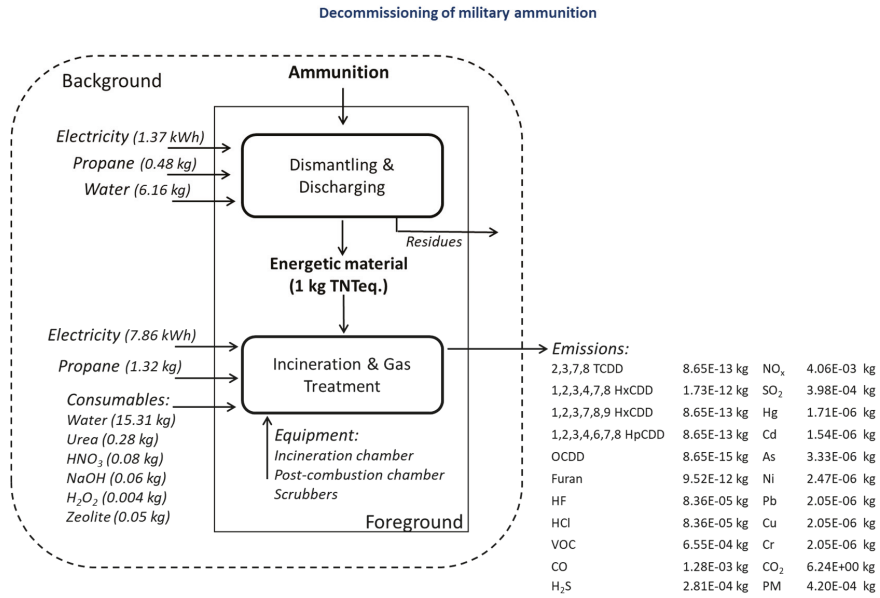 Decommissioning of military ammunition
Background
Ammunition
Electricity (1.37 kWh)
Propane (0.48 kg)
Water (6.16 kg)
Dismantling &
Discharging
Residues
Energetic material
(1 kg TNTeq.)
Electricity (7.86 kWh)
Propane (1.32 kg)
Consumables:
Water (15.31 kg)
Urea (0.28 kg)
HNO3 (0.08 kg)
NaOH (0.06 kg)
H2O2 (0.004 kg)
Zeolite (0.05 kg)
Incineration & Gas
Treatment
Equipment:
Incineration chamber
Post-combustion chamber
Scrubbers
Foreground
Emissions:
2,3,7,8 TCDD 8.65E-13 kg NOx 4.06E-03 kg
1,2,3,4,7,8 HxCDD 1.73E-12 kg SO2 3.98E-04 kg
1,2,3,7,8,9 HxCDD 8.65E-13 kg Hg 1.71E-06 kg
1,2,3,4,6,7,8 HpCDD 8.65E-13 kg Cd 1.54E-06 kg
OCDD 8.65E-15 kg As 3.33E-06 kg
Furan 9.52E-12 kg Ni 2.47E-06 kg
HF 8.36E-05 kg Pb 2.05E-06 kg
HCl 8.36E-05 kg Cu 2.05E-06 kg
VOC 6.55E-04 kg Cr 2.05E-06 kg
CO 1.28E-03 kg CO2 6.24E+00 kg
H2S 2.81E-04 kg PM 4.20E-04 kg